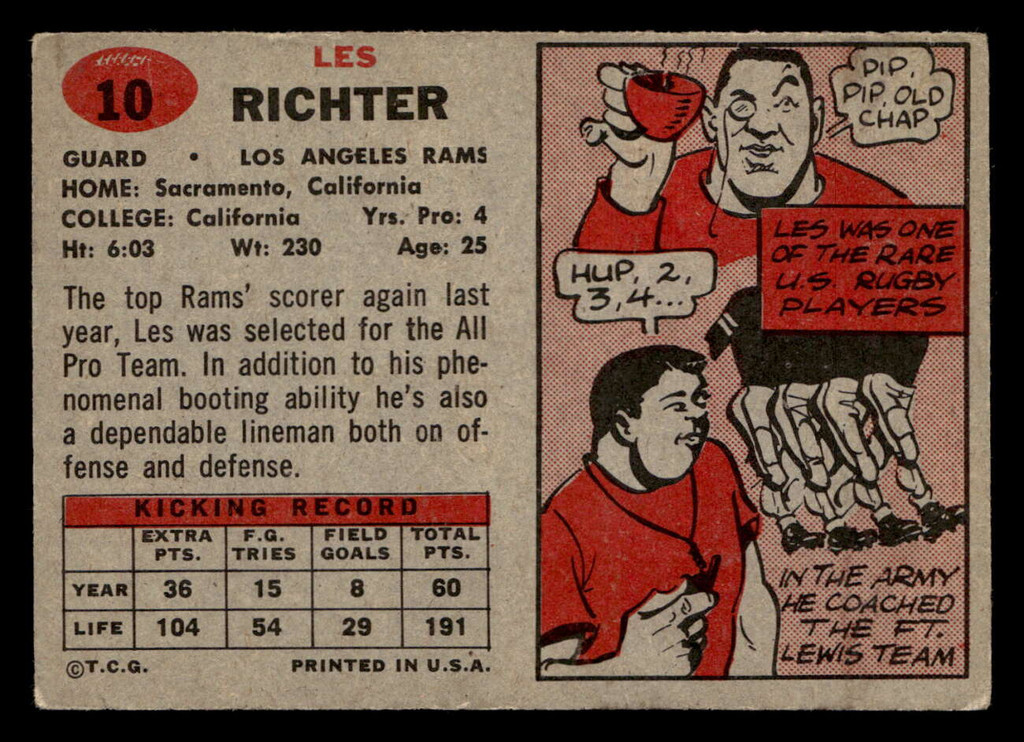 10
LES
RICHTER
GUARD • LOS ANGELES RAMS
HOME: Sacramento, California
COLLEGE: California Yrs. Pro: 4
Ht: 6:03 Wt: 230 Age: 25
The top Rams' scorer again last
year, Les was selected for the All
Pro Team. In addition to his phe-
nomenal booting ability he's also
a dependable lineman both on of-
fense and defense.
KICKING RECORD
EXTRA PTS. F.G. TRIES FIELD GOALS TOTAL PTS.
YEAR 36 15 8 60
LIFE 104 54 29 191
©T.C.G. PRINTED IN U.S.A.
PIP,
PIP, OLD
CHAP
LES WAS ONE
OF THE RARE
U.S. RUGBY
PLAYERS
HUP, 2,
3, 4...
IN THE ARMY
HE COACHED
THE FT.
LEWIS TEAM